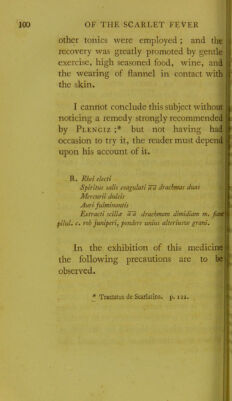 100 OF THE SCARLET FEVER
other tonics were employed; and the
recovery was greatly promoted by gentle
exercise, high seasoned food, wine, and
the wearing of flannel in contact with
the skin.
I cannot conclude this subject without
noticing a remedy strongly recommended
by PLENCIZ;* but not having had
occasion to try it, the reader must depend
upon his account of it.
R. Rhei electi
Spiritus salis coagulati āā drachmas duas
Mercurii dulcis
Auri fulminantis
Extracti scillæ āā drachmam dimidiam m.
pilul. c. rob juniperi, pondere unius alteriusve grani.
In the exhibition of this medicine
the following precautions are to be
observed.
* Tractatus de Scarlatina. p. 121.